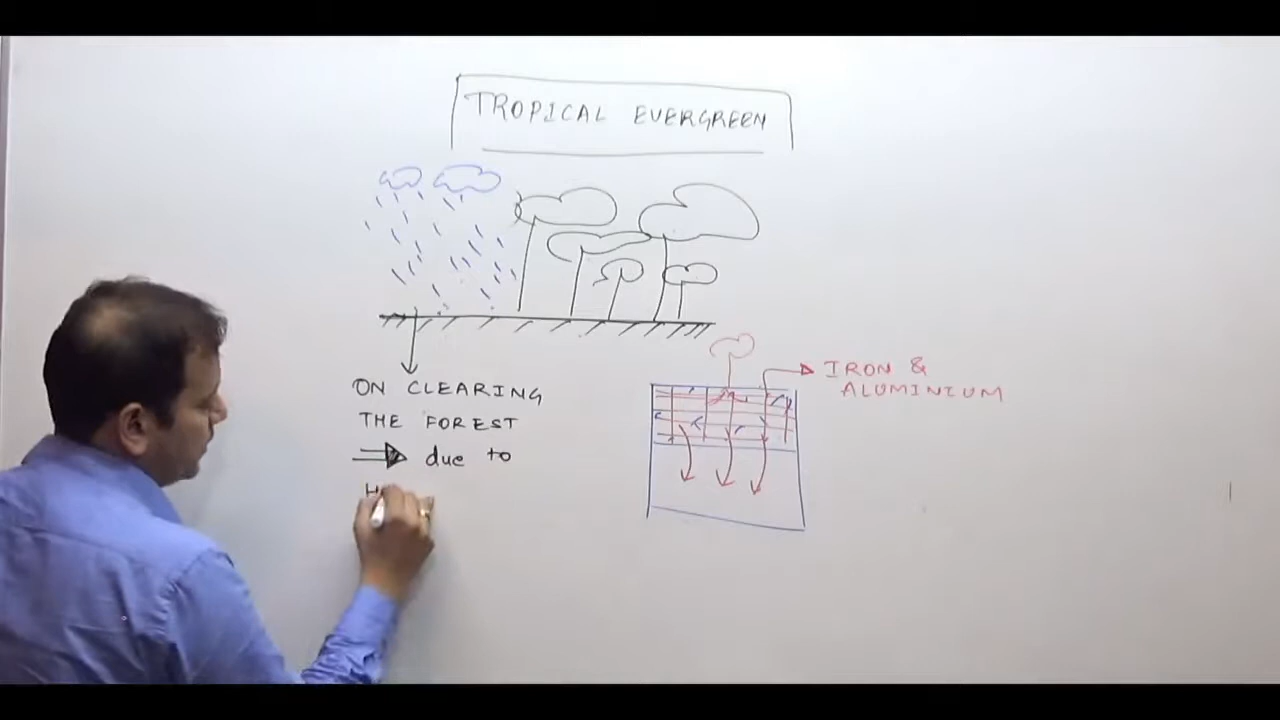 TROPICAL EVERGREEN
ON CLEARING
THE FOREST
due to
IRON &
ALUMINIUM